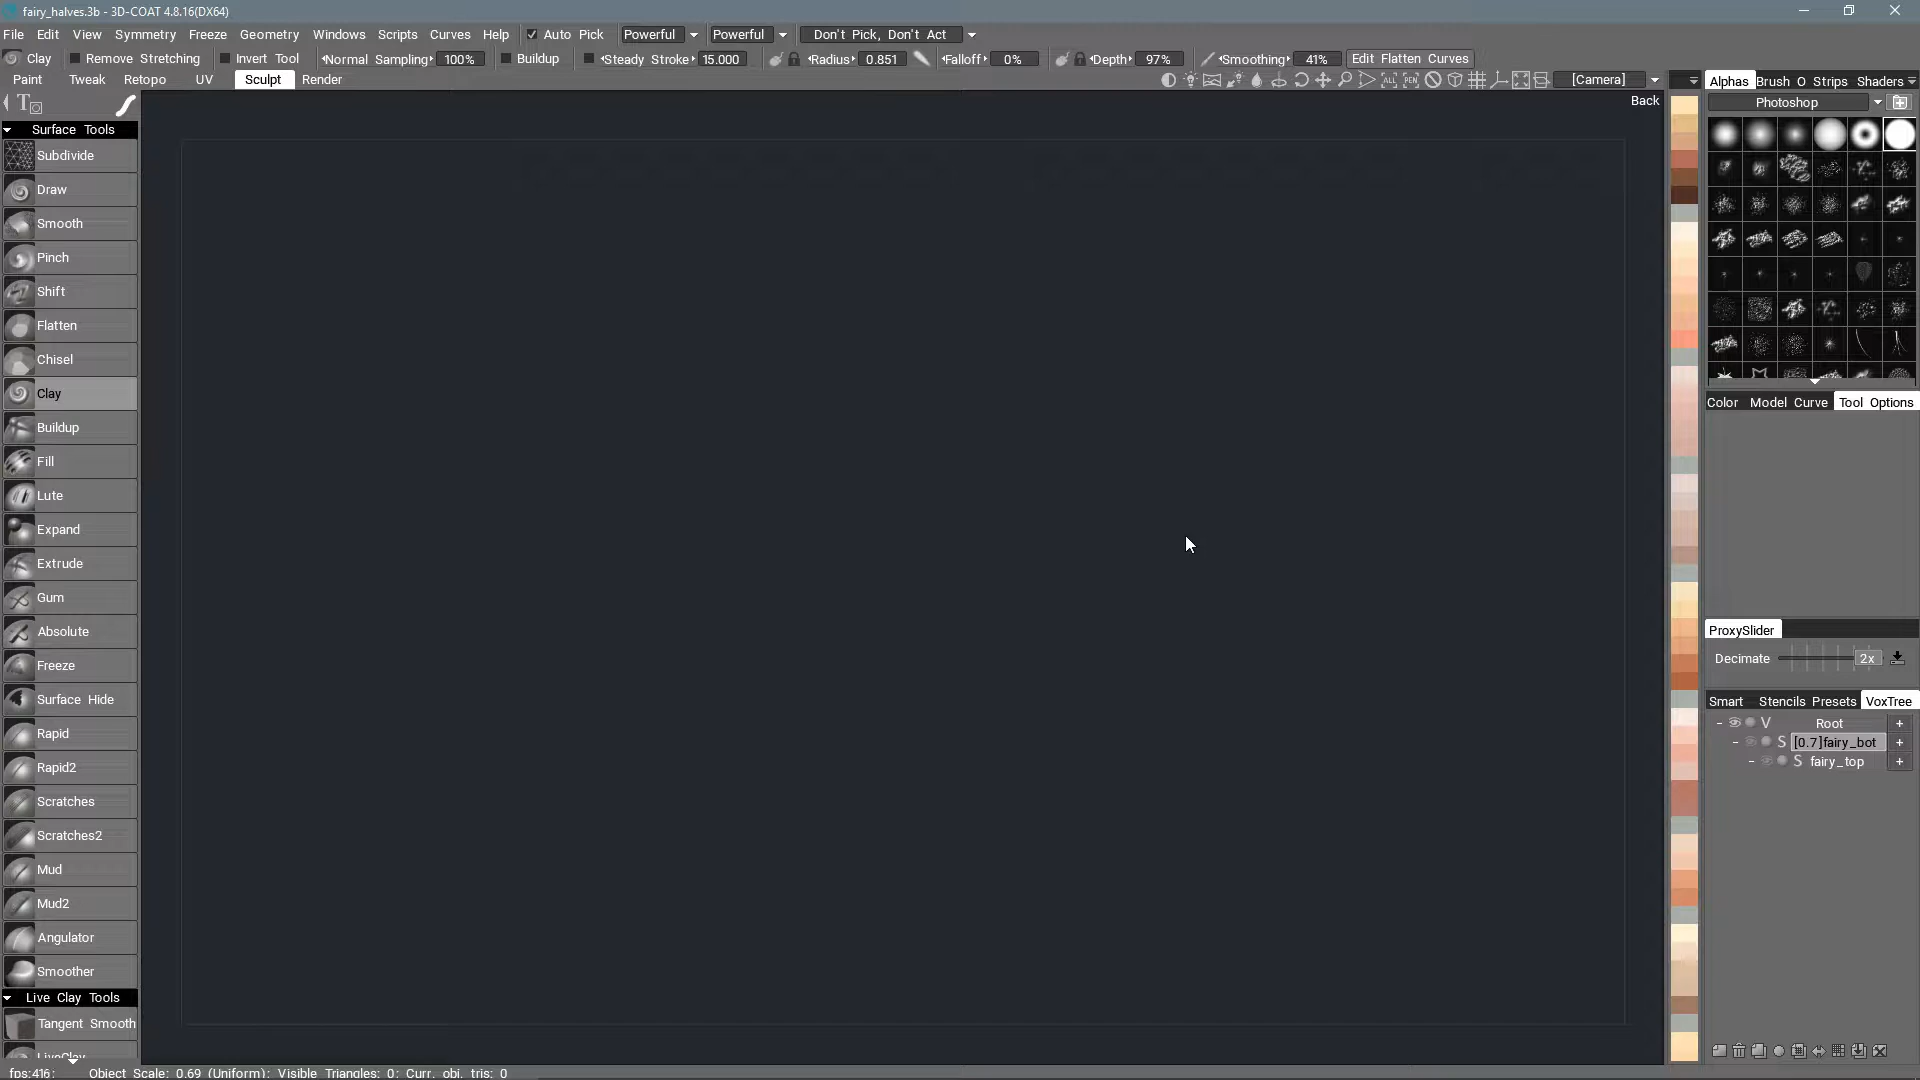 fairy_halves.3b - 3D-COAT 4.8.16(DX64)
File Edit View Symmetry Freeze Geometry Windows Scripts Curves Help Auto Pick Powerful Powerful Don't Pick, Don't Act
Clay Remove Stretching Invert Tool Normal Sampling 100% Buildup Steady Stroke 15.000 Radius 0.851 Falloff 0% Depth 97% Smoothing 41% Edit Flatten Curves
Paint Tweak Retopo UV Sculpt Render ALL PEN [Camera] Alphas Brush O Strips Shaders
Back
Photoshop
Surface Tools
Subdivide
Draw
Smooth
Pinch
Shift
Flatten
Chisel
Clay
Buildup
Fill
Lute
Expand
Extrude
Gum
Absolute
Freeze
Surface Hide
Rapid
Rapid2
Scratches
Scratches2
Mud
Mud2
Angulator
Smoother
Live Clay Tools
Tangent Smooth
LiveClay
Color Model Curve Tool Options
ProxySlider
Decimate 2x
Smart Stencils Presets VoxTree
V Root +
S [0.7]fairy_bot +
S fairy_top +
fps:416; Object Scale: 0.69 (Uniform); Visible Triangles: 0; Curr. obj. tris: 0